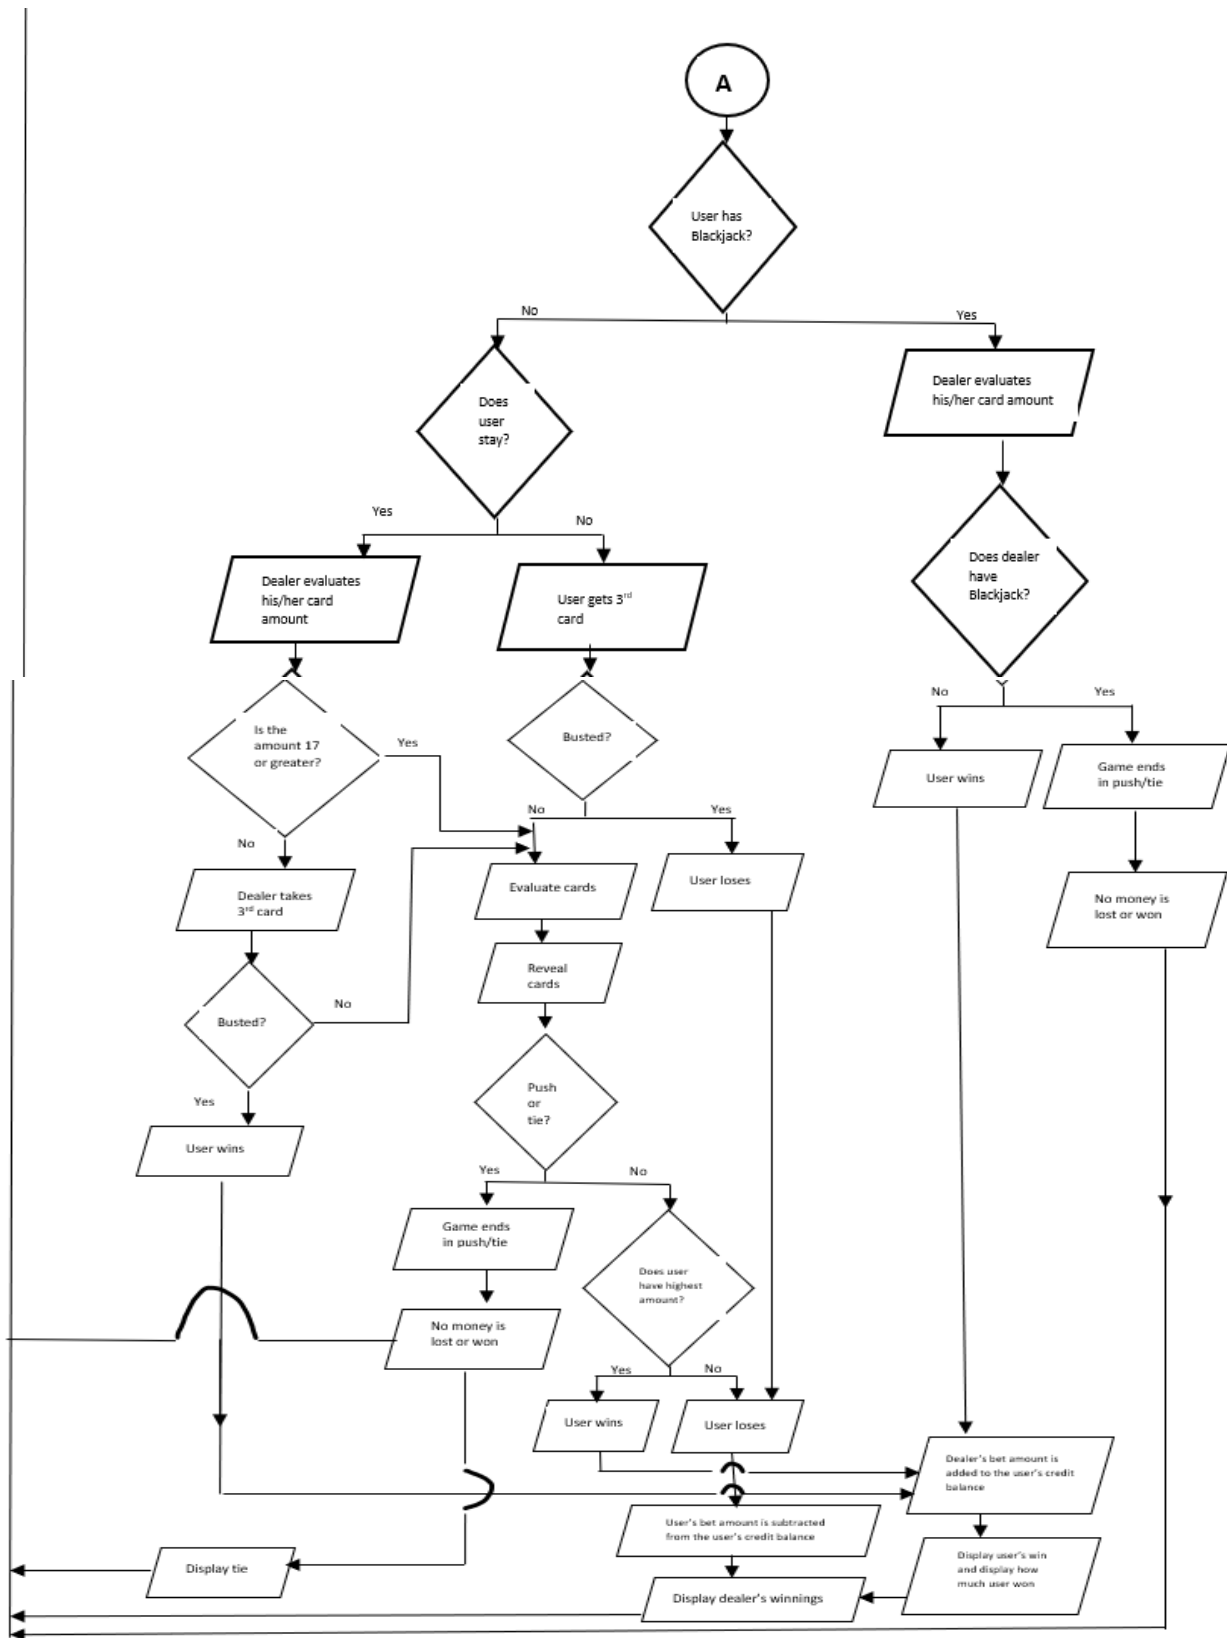 A
User has
Blackjack?
No
Yes
Does
user
stay?
Dealer evaluates
his/her card amount
Yes
No
Dealer evaluates
his/her card
amount
User gets 3rd
card
Does dealer
have
Blackjack?
No
Yes
Is the
amount 17
or greater?
Yes
Busted?
User wins
Game ends
in push/tie
No
No
Yes
Dealer takes
3rd card
Evaluate cards
User loses
No money is
lost or won
Reveal
cards
Busted?
No
Push
or
tie?
Yes
User wins
Yes
No
Game ends
in push/tie
Does user
have highest
amount?
No money is
lost or won
Yes
No
User wins
User loses
Dealer's bet amount is
added to the user's credit
balance
User's bet amount is subtracted
from the user's credit balance
Display tie
Display user's win
and display how
much user won
Display dealer's winnings